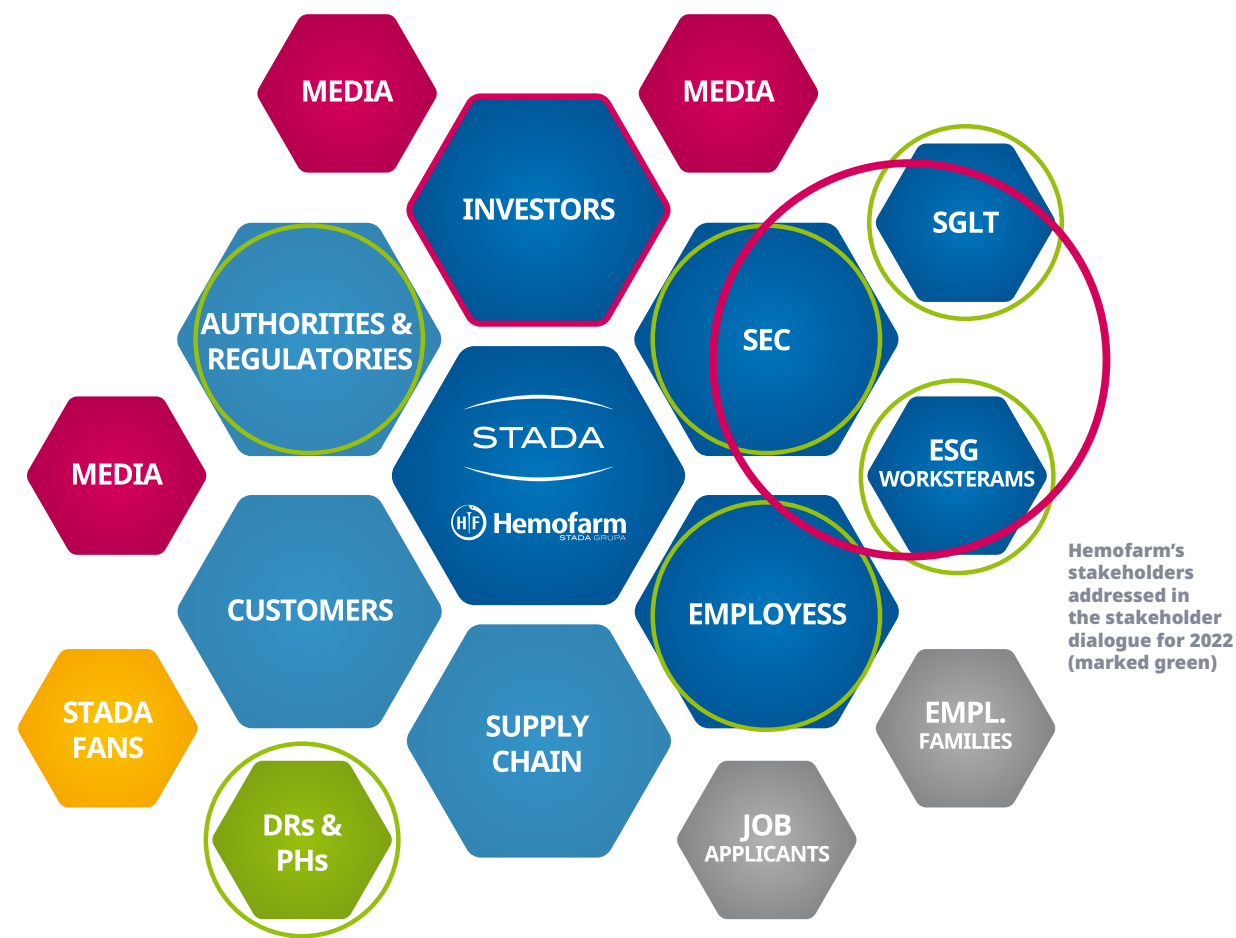 MEDIA
MEDIA
INVESTORS
SGLT
AUTHORITIES &
REGULATORIES
SEC
STADA
MEDIA
ESG
WORKSTERAMS
HTF Hemofarm
STADA GRUPA
Hemofarm’s
stakeholders
addressed in
the stakeholder
dialogue for 2022
(marked green)
CUSTOMERS
EMPLOYESS
STADA
FANS
SUPPLY
CHAIN
EMPL.
FAMILIES
DRs &
PHs
JOB
APPLICANTS